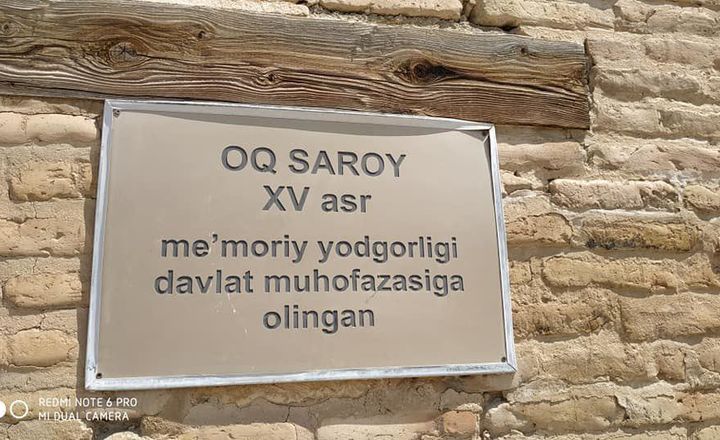 OQ SAROY
XV asr
me’moriy yodgorligi
davlat muhofazasiga
olingan
REDMI NOTE 6 PRO
MI DUAL CAMERA